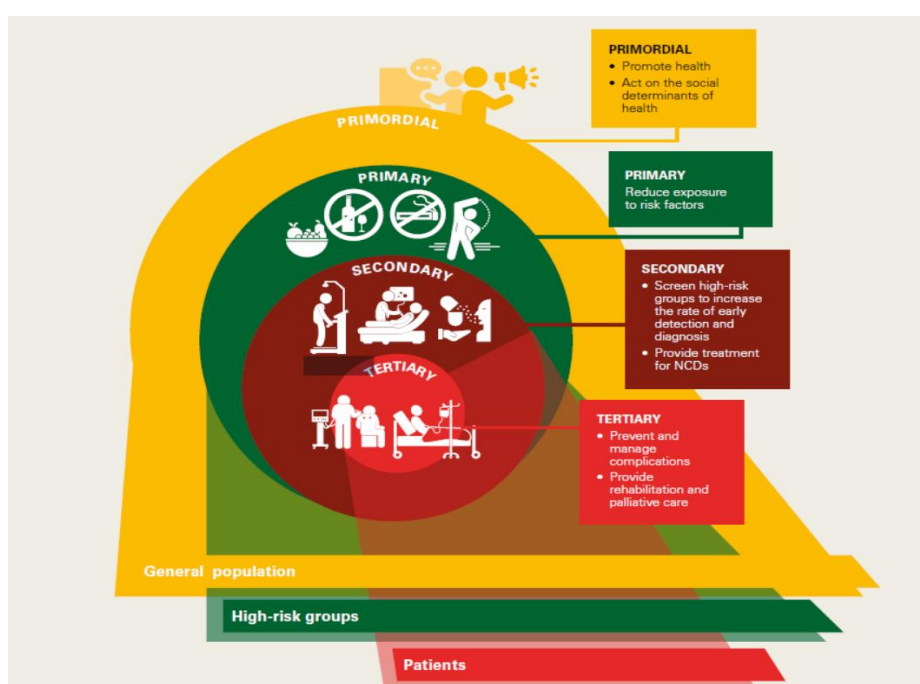 PRIMORDIAL
• Promote health
• Act on the social
determinants of
health
PRIMORDIAL
PRIMARY
PRIMARY
Reduce exposure
to risk factors
SECONDARY
SECONDARY
• Screen high-risk
groups to increase
the rate of early
detection and
diagnosis
• Provide treatment
for NCDs
TERTIARY
TERTIARY
• Prevent and
manage
complications
• Provide
rehabilitation and
palliative care
General population
High-risk groups
Patients